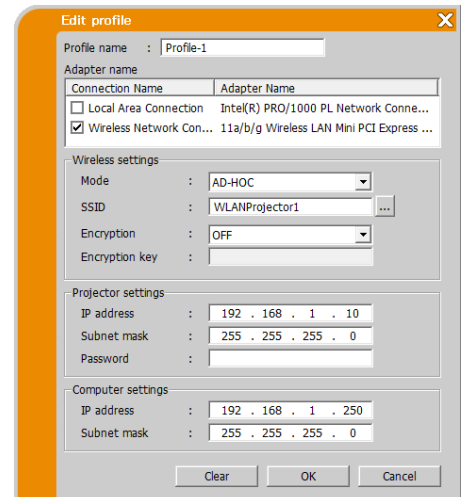 Edit profile
Profile name : Profile-1
Adapter name
Connection Name Adapter Name
Local Area Connection Intel(R) PRO/1000 PL Network Conne...
Wireless Network Con... 11a/b/g Wireless LAN Mini PCI Express ...
Wireless settings
Mode : AD-HOC
SSID : WLANProjector1 ...
Encryption : OFF
Encryption key :
Projector settings
IP address : 192 . 168 . 1 . 10
Subnet mask : 255 . 255 . 255 . 0
Password :
Computer settings
IP address : 192 . 168 . 1 . 250
Subnet mask : 255 . 255 . 255 . 0
Clear OK Cancel